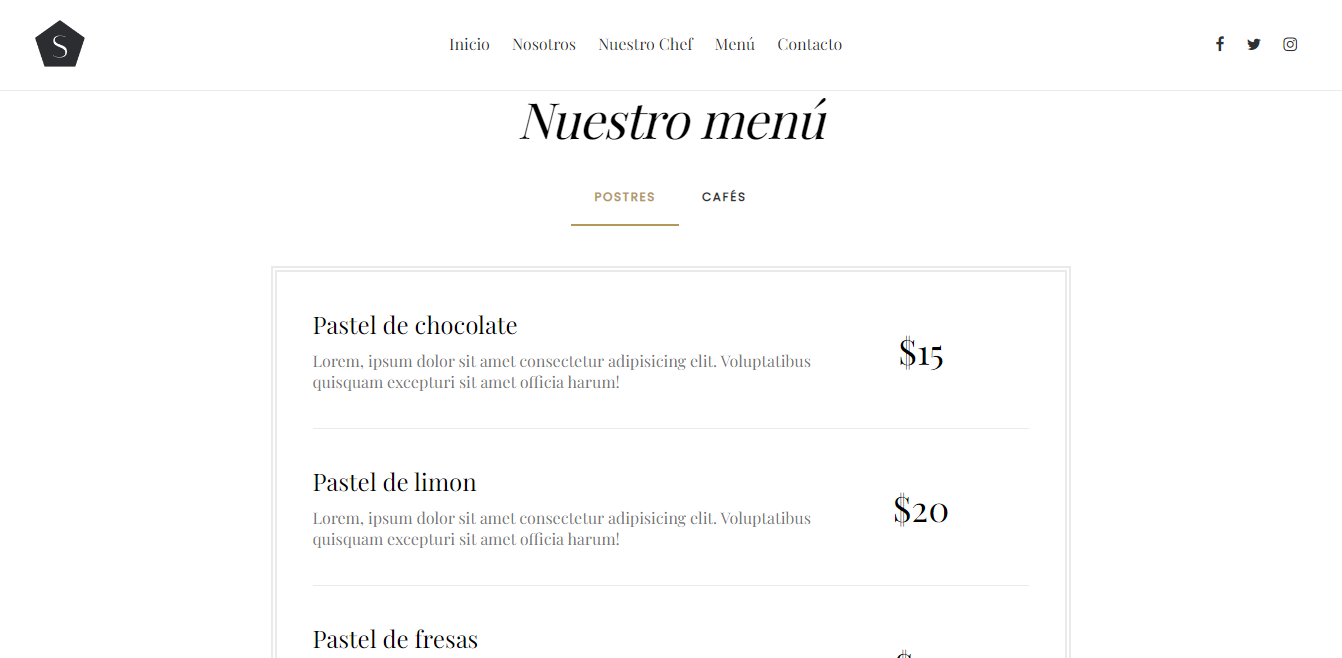 S
Inicio Nosotros Nuestro Chef Menú Contacto
Nuestro menú
POSTRES CAFÉS
Pastel de chocolate
Lorem, ipsum dolor sit amet consectetur adipisicing elit. Voluptatibus
quisquam excepturi sit amet officia harum!
$15
Pastel de limon
Lorem, ipsum dolor sit amet consectetur adipisicing elit. Voluptatibus
quisquam excepturi sit amet officia harum!
$20
Pastel de fresas